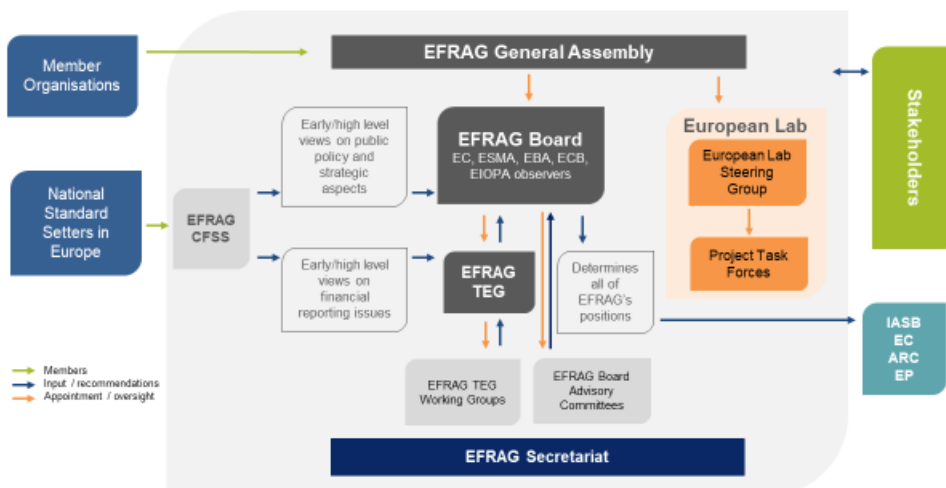 EFRAG General Assembly
Member
Organisations
Stakeholders
Early/high level
views on public
policy and
strategic
aspects
EFRAG Board
EC, ESMA, EBA, ECB,
EIOPA observers
European Lab
European Lab
Steering
Group
National
Standard
Setters in
Europe
EFRAG
CFSS
Project Task
Forces
Early/high level
views on
financial
reporting issues
EFRAG
TEG
Determines
all of
EFRAG's
positions
IASB
EC
ARC
EP
Members
Input / recommendations
Appointment / oversight
EFRAG TEG
Working Groups
EFRAG Board
Advisory
Committees
EFRAG Secretariat